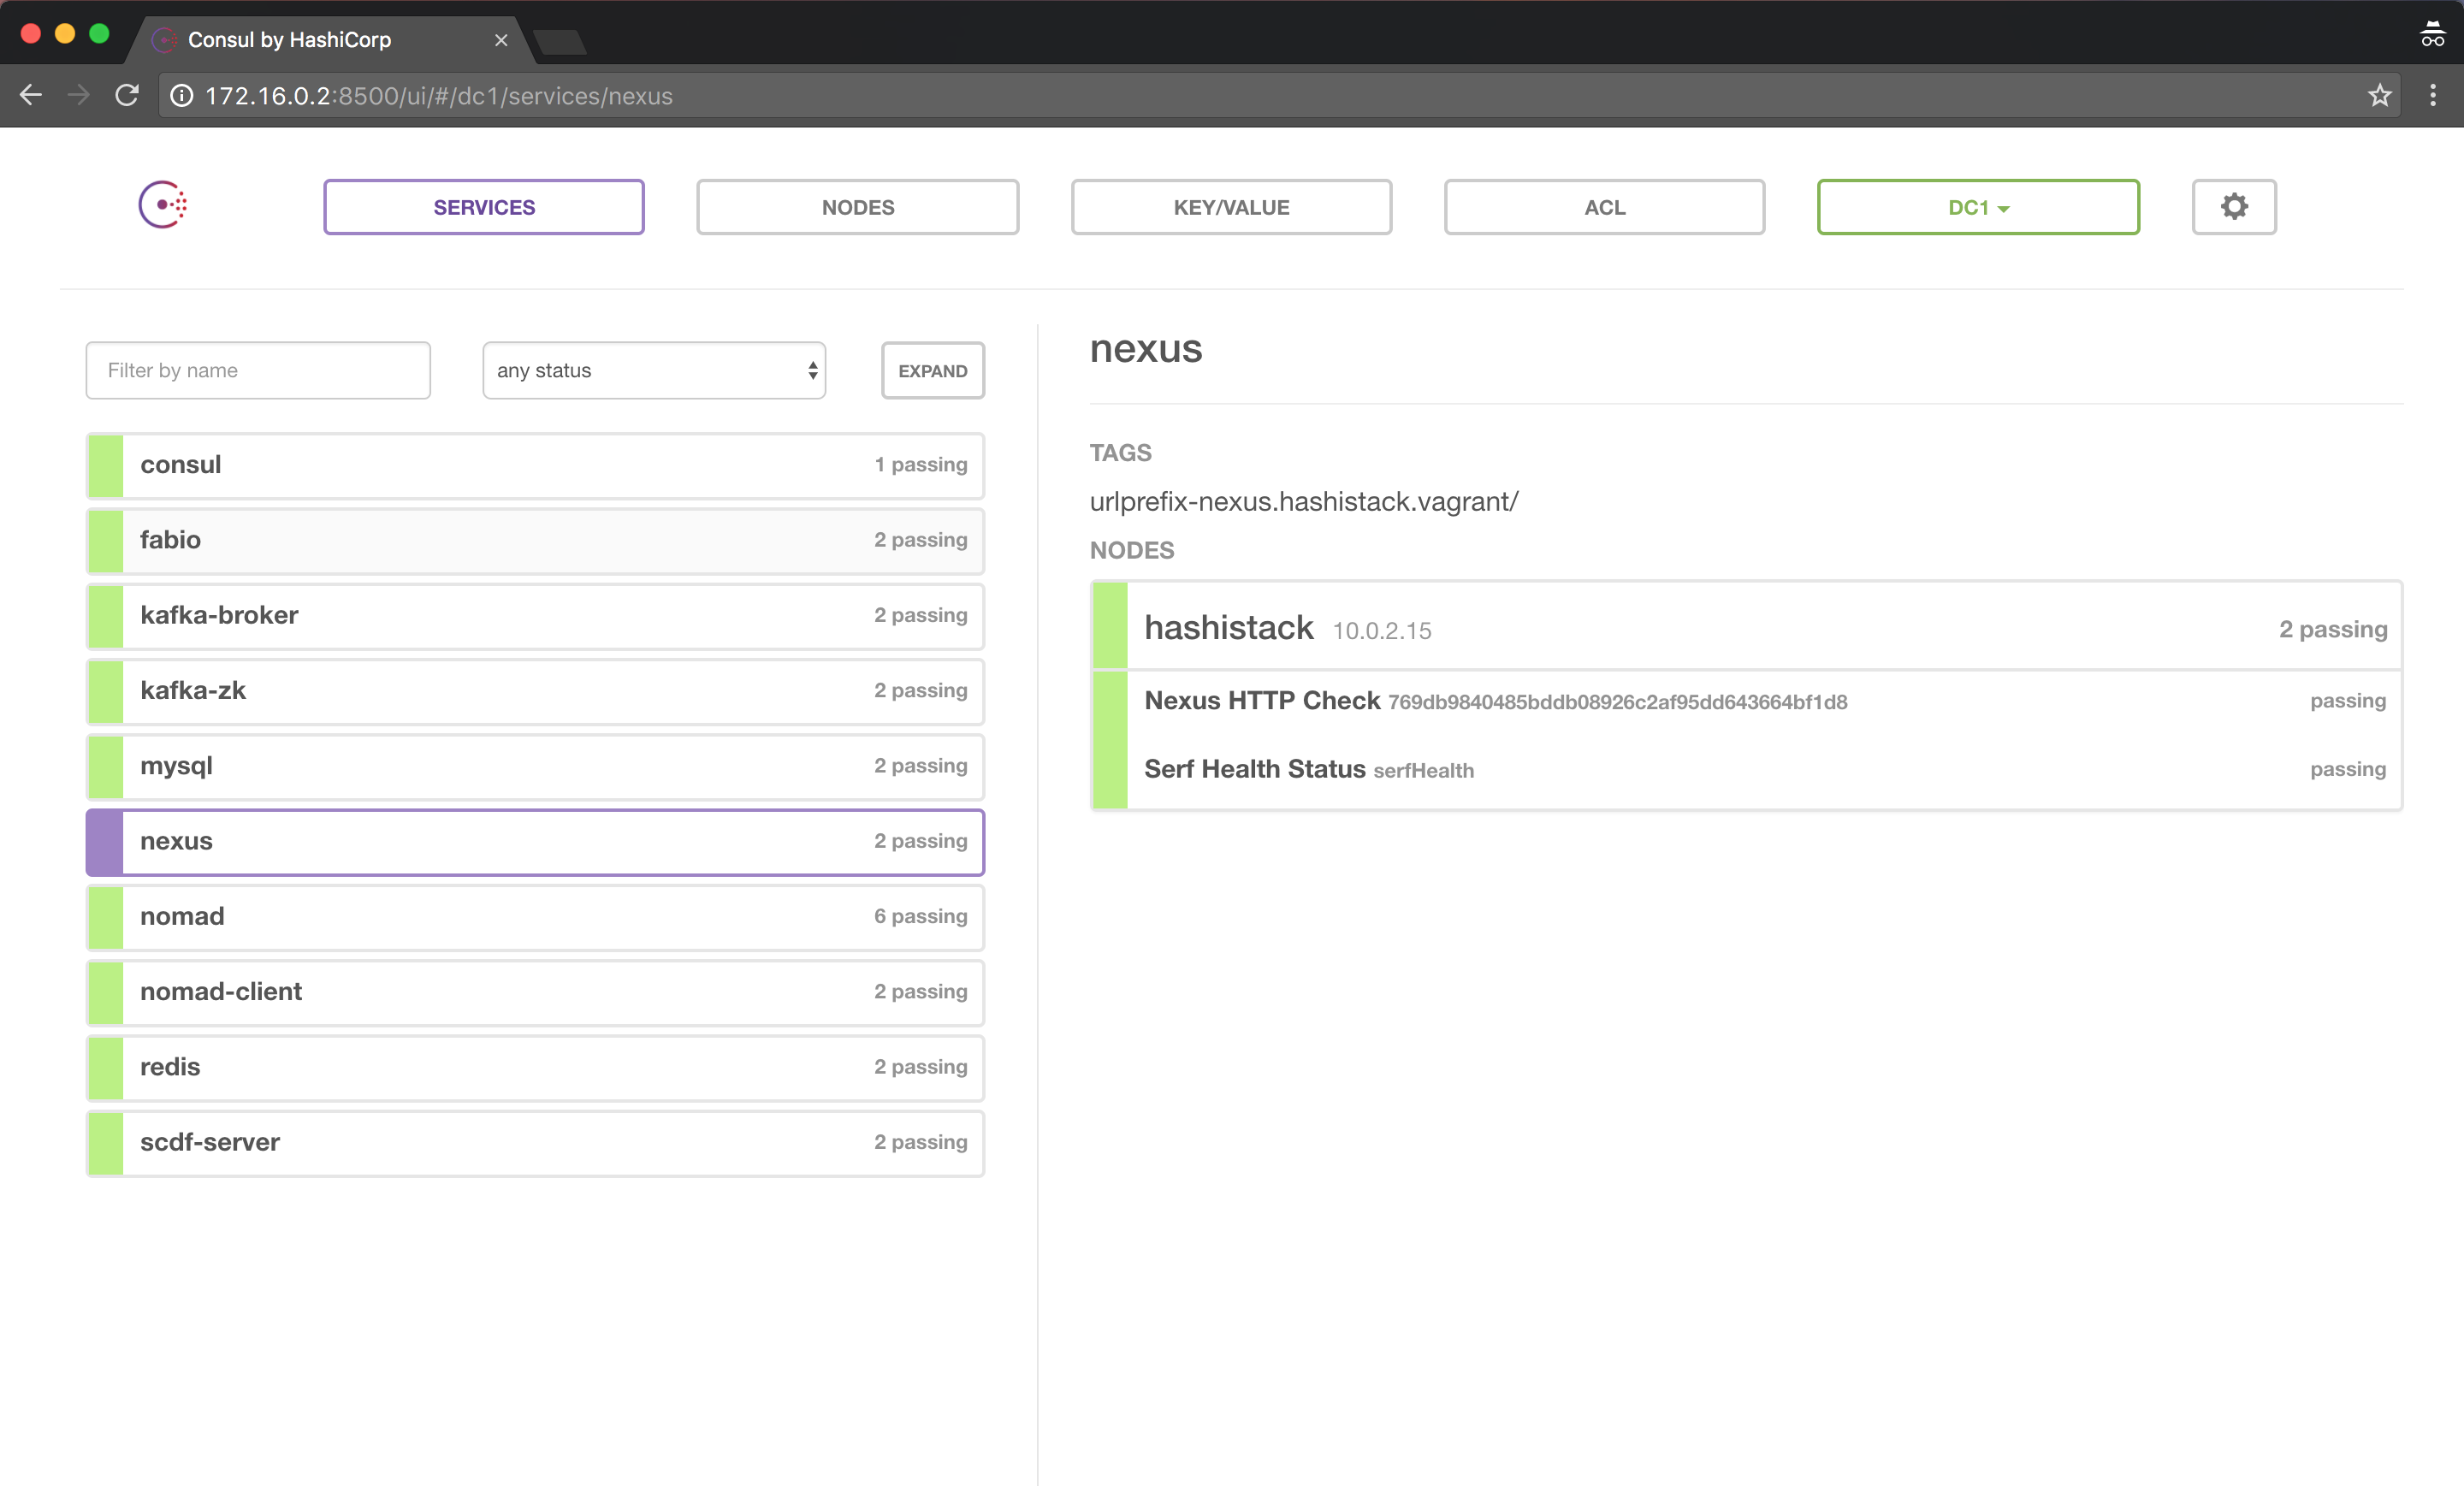 Consul by HashiCorp
172.16.0.2:8500/ui/#/dc1/services/nexus
SERVICES
NODES
KEY/VALUE
ACL
DC1
Filter by name
any status
EXPAND
consul 1 passing
fabio 2 passing
kafka-broker 2 passing
kafka-zk 2 passing
mysql 2 passing
nexus 2 passing
nomad 6 passing
nomad-client 2 passing
redis 2 passing
scdf-server 2 passing
nexus
TAGS
urlprefix-nexus.hashistack.vagrant/
NODES
hashistack 10.0.2.15 2 passing
Nexus HTTP Check 769db9840485bddb08926c2af95dd643664bf1d8 passing
Serf Health Status serfHealth passing